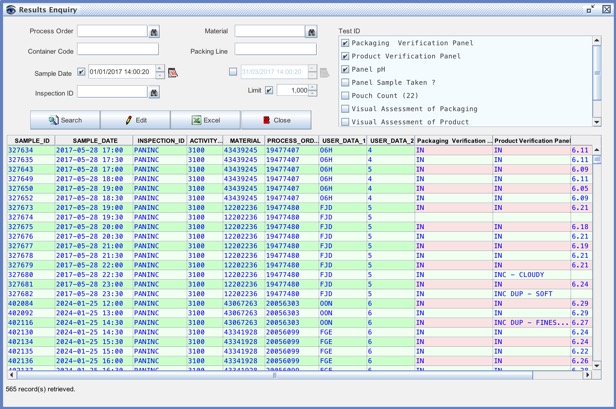 Results Enquiry
Process Order
Material
Test ID
Container Code
Packing Line
Packaging Verification Panel
Product Verification Panel
Panel pH
Panel Sample Taken ?
Pouch Count (22)
Visual Assessment of Packaging
Visual Assessment of Product
Sample Date 01/01/2017 14:00:20
31/03/2017 14:00:20
Inspection ID
Limit 1,000
Search Edit Excel Close
SAMPLE_ID SAMPLE_DATE INSPECTION_ID ACTIVITY... MATERIAL PROCESS_ORD... USER_DATA_1 USER_DATA_2 Packaging Verification ... Product Verification Panel
327634 2017-05-28 17:00 PANINC 3100 43439245 19477407 O6H 4 IN IN 6.11
327635 2017-05-28 17:30 PANINC 3100 43439245 19477407 O6H 4 IN IN 6.11
327643 2017-05-28 17:00 PANINC 3100 43439245 19477407 O6H 5 IN IN 6.09
327649 2017-05-28 18:00 PANINC 3100 43439245 19477407 O6H 4 IN IN 6.11
327650 2017-05-28 19:00 PANINC 3100 43439245 19477407 O6H 4 IN IN 6.05
327652 2017-05-28 18:30 PANINC 3100 43439245 19477407 O6H 4 IN IN 6.09
327673 2017-05-28 19:00 PANINC 3100 12202236 19477480 FJD 5 IN IN 6.21
327674 2017-05-28 19:30 PANINC 3100 12202236 19477480 FJD 5
327675 2017-05-28 20:00 PANINC 3100 12202236 19477480 FJD 5 IN IN 6.18
327676 2017-05-28 20:30 PANINC 3100 12202236 19477480 FJD 5 IN IN 6.21
327677 2017-05-28 21:00 PANINC 3100 12202236 19477480 FJD 5 IN IN 6.19
327678 2017-05-28 21:30 PANINC 3100 12202236 19477480 FJD 5 IN IN 6.21
327679 2017-05-28 22:00 PANINC 3100 12202236 19477480 FJD 5 IN IN 6.21
327680 2017-05-28 22:30 PANINC 3100 12202236 19477480 FJD 5 IN INC - CLOUDY
327681 2017-05-28 23:00 PANINC 3100 12202236 19477480 FJD 5 IN IN 6.24
327682 2017-05-28 23:30 PANINC 3100 12202236 19477480 FJD 5 IN INC DUP - SOFT
402084 2024-01-25 12:30 PANINC 3100 43067263 20056303 OON 6 IN IN 6.29
402092 2024-01-25 13:00 PANINC 3100 43067263 20056303 OON 6 IN IN 6.29
402116 2024-01-25 14:30 PANINC 3100 43067263 20056303 OON 6 IN INC DUP - FINES... 6.27
402130 2024-01-25 14:30 PANINC 3100 43341928 20056099 FGE 6 IN IN 6.24
402134 2024-01-25 15:00 PANINC 3100 43341928 20056099 FGE 6 IN IN 6.24
402135 2024-01-25 15:00 PANINC 3100 43341928 20056099 FGE 6 IN IN 6.22
402136 2024-01-25 16:00 PANINC 3100 43341928 20056099 FGE 6 IN IN 6.26
565 record(s) retrieved.